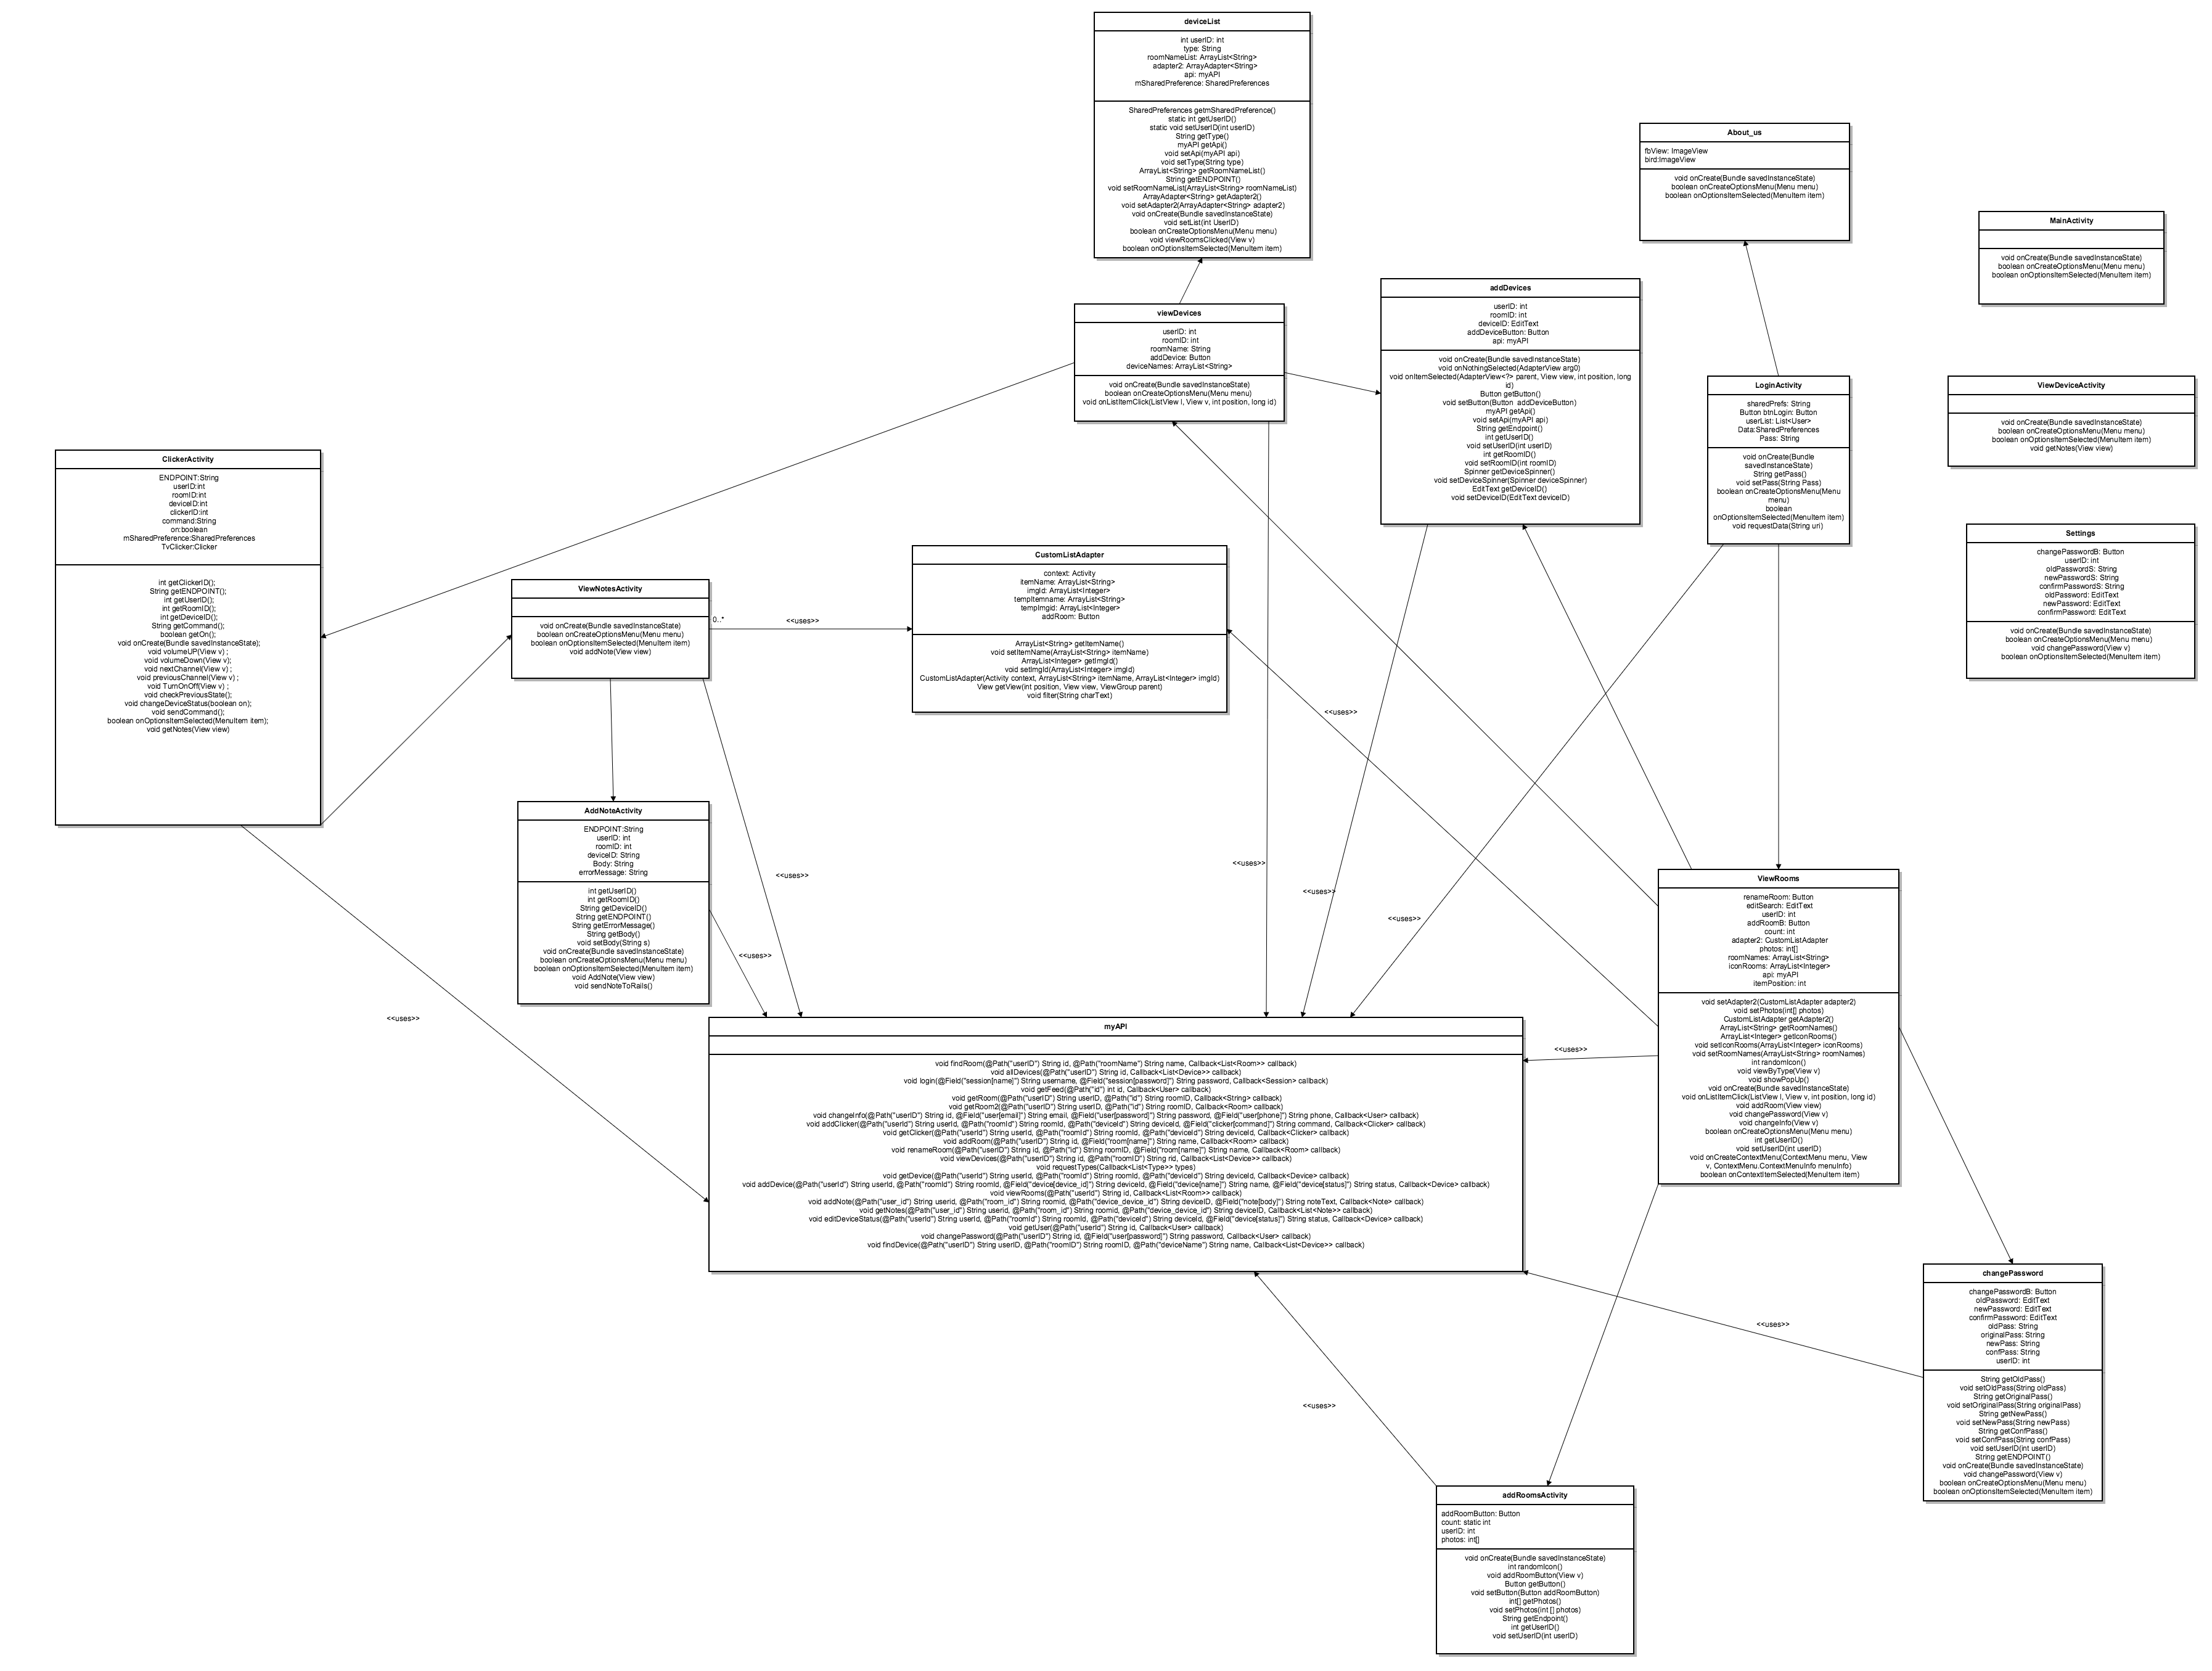 deviceList
int userID: int
type: String
roomNameList: ArrayList<String>
adapter2: ArrayAdapter<String>
api: myAPI
mSharedPreference: SharedPreferences
SharedPreferences getmSharedPreference()
static int getUserID()
static void setUserID(int userID)
String getType()
myAPI getApi()
void setApi(myAPI api)
void setType(String type)
ArrayList<String> getRoomNameList()
String getENDPOINT()
void setRoomNameList(ArrayList<String> roomNameList)
ArrayAdapter<String> getAdapter2()
void setAdapter2(ArrayAdapter<String> adapter2)
void onCreate(Bundle savedInstanceState)
void setList(int UserID)
boolean onCreateOptionsMenu(Menu menu)
void viewRoomsClicked(View v)
boolean onOptionsItemSelected(MenuItem item)
About_us
fbView: ImageView
bird:ImageView
void onCreate(Bundle savedInstanceState)
boolean onCreateOptionsMenu(Menu menu)
boolean onOptionsItemSelected(MenuItem item)
MainActivity
void onCreate(Bundle savedInstanceState)
boolean onCreateOptionsMenu(Menu menu)
boolean onOptionsItemSelected(MenuItem item)
viewDevices
userID: int
roomID: int
roomName: String
addDevice: Button
deviceNames: ArrayList<String>
void onCreate(Bundle savedInstanceState)
boolean onCreateOptionsMenu(Menu menu)
void onListItemClick(ListView l, View v, int position, long id)
addDevices
userID: int
roomID: int
deviceID: EditText
addDeviceButton: Button
api: myAPI
void onCreate(Bundle savedInstanceState)
void onNothingSelected(AdapterView arg0)
void onItemSelected(AdapterView<?> parent, View view, int position, long
id)
Button getButton()
void setButton(Button  addDeviceButton)
myAPI getApi()
void setApi(myAPI api)
String getEndpoint()
int getUserID()
void setUserID(int userID)
int getRoomID()
void setRoomID(int roomID)
Spinner getDeviceSpinner()
void setDeviceSpinner(Spinner deviceSpinner)
EditText getDeviceID()
void setDeviceID(EditText deviceID)
LoginActivity
sharedPrefs: String
Button btnLogin: Button
userList: List<User>
Data:SharedPreferences
Pass: String
void onCreate(Bundle
savedInstanceState)
String getPass()
void setPass(String Pass)
boolean onCreateOptionsMenu(Menu
menu)
boolean
onOptionsItemSelected(MenuItem item)
void requestData(String uri)
ViewDeviceActivity
void onCreate(Bundle savedInstanceState)
boolean onCreateOptionsMenu(Menu menu)
boolean onOptionsItemSelected(MenuItem item)
void getNotes(View view)
Settings
changePasswordB: Button
userID: int
oldPasswordS: String
newPasswordS: String
confirmPasswordS: String
oldPassword: EditText
newPassword: EditText
confirmPassword: EditText
void onCreate(Bundle savedInstanceState)
boolean onCreateOptionsMenu(Menu menu)
void changePassword(View v)
boolean onOptionsItemSelected(MenuItem item)
ClickerActivity
ENDPOINT:String
userID:int
roomID:int
deviceID:int
clickerID:int
command:String
on:boolean
mSharedPreference:SharedPreferences
TvClicker:Clicker
int getClickerID();
String getENDPOINT();
int getUserID();
int getRoomID();
int getDeviceID();
String getCommand();
boolean getOn();
void onCreate(Bundle savedInstanceState);
void volumeUP(View v) ;
void volumeDown(View v);
void nextChannel(View v) ;
void previousChannel(View v) ;
void TurnOnOff(View v) ;
void checkPreviousState();
void changeDeviceStatus(boolean on);
void sendCommand();
boolean onOptionsItemSelected(MenuItem item);
void getNotes(View view)
ViewNotesActivity
void onCreate(Bundle savedInstanceState)
boolean onCreateOptionsMenu(Menu menu)
boolean onOptionsItemSelected(MenuItem item)
void addNote(View view)
0..*
<<uses>>
CustomListAdapter
context: Activity
itemName: ArrayList<String>
imgId: ArrayList<Integer>
tempItemname: ArrayList<String>
tempImgid: ArrayList<Integer>
addRoom: Button
ArrayList<String> getItemName()
void setItemName(ArrayList<String> itemName)
ArrayList<Integer> getImgId()
void setImgId(ArrayList<Integer> imgId)
CustomListAdapter(Activity context, ArrayList<String> itemName, ArrayList<Integer> imgId)
View getView(int position, View view, ViewGroup parent)
void filter(String charText)
<<uses>>
AddNoteActivity
ENDPOINT:String
userID: int
roomID: int
deviceID: String
Body: String
errorMessage: String
int getUserID()
int getRoomID()
String getDeviceID()
String getENDPOINT()
String getErrorMessage()
String getBody()
void setBody(String s)
void onCreate(Bundle savedInstanceState)
boolean onCreateOptionsMenu(Menu menu)
boolean onOptionsItemSelected(MenuItem item)
void AddNote(View view)
void sendNoteToRails()
<<uses>>
<<uses>>
<<uses>>
<<uses>>
<<uses>>
<<uses>>
<<uses>>
ViewRooms
renameRoom: Button
editSearch: EditText
userID: int
addRoomB: Button
count: int
adapter2: CustomListAdapter
photos: int[]
roomNames: ArrayList<String>
iconRooms: ArrayList<Integer>
api: myAPI
itemPosition: int
void setAdapter2(CustomListAdapter adapter2)
void setPhotos(int[] photos)
CustomListAdapter getAdapter2()
ArrayList<String> getRoomNames()
ArrayList<Integer> getIconRooms()
void setIconRooms(ArrayList<Integer> iconRooms)
void setRoomNames(ArrayList<String> roomNames)
int randomIcon()
void viewByType(View v)
void showPopUp()
void onCreate(Bundle savedInstanceState)
void onListItemClick(ListView l, View v, int position, long id)
void addRoom(View view)
void changePassword(View v)
void changeInfo(View v)
boolean onCreateOptionsMenu(Menu menu)
int getUserID()
void setUserID(int userID)
void onCreateContextMenu(ContextMenu menu, View
v, ContextMenu.ContextMenuInfo menuInfo)
boolean onContextItemSelected(MenuItem item)
myAPI
void findRoom(@Path("userID") String id, @Path("roomName") String name, Callback<List<Room>> callback)
void allDevices(@Path("userID") String id, Callback<List<Device>> callback)
void login(@Field("session[name]") String username, @Field("session[password]") String password, Callback<Session> callback)
void getFeed(@Path("id") int id, Callback<User> callback)
void getRoom(@Path("userID") String userID, @Path("id") String roomID, Callback<String> callback)
void getRoom2(@Path("userID") String userID, @Path("id") String roomID, Callback<Room> callback)
void changeInfo(@Path("userID") String id, @Field("user[email]") String email, @Field("user[password]") String password, @Field("user[phone]") String phone, Callback<User> callback)
void addClicker(@Path("userId") String userId, @Path("roomId") String roomId, @Path("deviceId") String deviceId, @Field("clicker[command]") String command, Callback<Clicker> callback)
void getClicker(@Path("userId") String userId, @Path("roomId") String roomId, @Path("deviceId") String deviceId, Callback<Clicker> callback)
void addRoom(@Path("userID") String id, @Field("room[name]") String name, Callback<Room> callback)
void renameRoom(@Path("userID") String id, @Path("id") String roomID, @Field("room[name]") String name, Callback<Room> callback)
void viewDevices(@Path("userID") String id, @Path("roomID") String rid, Callback<List<Device>> callback)
void requestTypes(Callback<List<Type>> types)
void getDevice(@Path("userId") String userId, @Path("roomId") String roomId, @Path("deviceId") String deviceId, Callback<Device> callback)
void addDevice(@Path("userId") String userId, @Path("roomId") String roomId, @Field("device[device_id]") String deviceId, @Field("device[name]") String name, @Field("device[status]") String status, Callback<Device> callback)
void viewRooms(@Path("userId") String id, Callback<List<Room>> callback)
void addNote(@Path("user_id") String userid, @Path("room_id") String roomid, @Path("device_device_id") String deviceID, @Field("note[body]") String noteText, Callback<Note> callback)
void getNotes(@Path("user_id") String userid, @Path("room_id") String roomid, @Path("device_device_id") String deviceID, Callback<List<Note>> callback)
void editDeviceStatus(@Path("userId") String userId, @Path("roomId") String roomId, @Path("deviceId") String deviceId, @Field("device[status]") String status, Callback<Device> callback)
void getUser(@Path("userId") String id, Callback<User> callback)
void changePassword(@Path("userID") String id, @Field("user[password]") String password, Callback<User> callback)
void findDevice(@Path("userID") String userID, @Path("roomID") String roomID, @Path("deviceName") String name, Callback<List<Device>> callback)
<<uses>>
<<uses>>
changePassword
changePasswordB: Button
oldPassword: EditText
newPassword: EditText
confirmPassword: EditText
oldPass: String
originalPass: String
newPass: String
confPass: String
userID: int
String getOldPass()
void setOldPass(String oldPass)
String getOriginalPass()
void setOriginalPass(String originalPass)
String getNewPass()
void setNewPass(String newPass)
String getConfPass()
void setConfPass(String confPass)
void setUserID(int userID)
String getENDPOINT()
void onCreate(Bundle savedInstanceState)
void changePassword(View v)
boolean onCreateOptionsMenu(Menu menu)
boolean onOptionsItemSelected(MenuItem item)
addRoomsActivity
addRoomButton: Button
count: static int
userID: int
photos: int[]
void onCreate(Bundle savedInstanceState)
int randomIcon()
void addRoomButton(View v)
Button getButton()
void setButton(Button addRoomButton)
int[] getPhotos()
void setPhotos(int [] photos)
String getEndpoint()
int getUserID()
void setUserID(int userID)